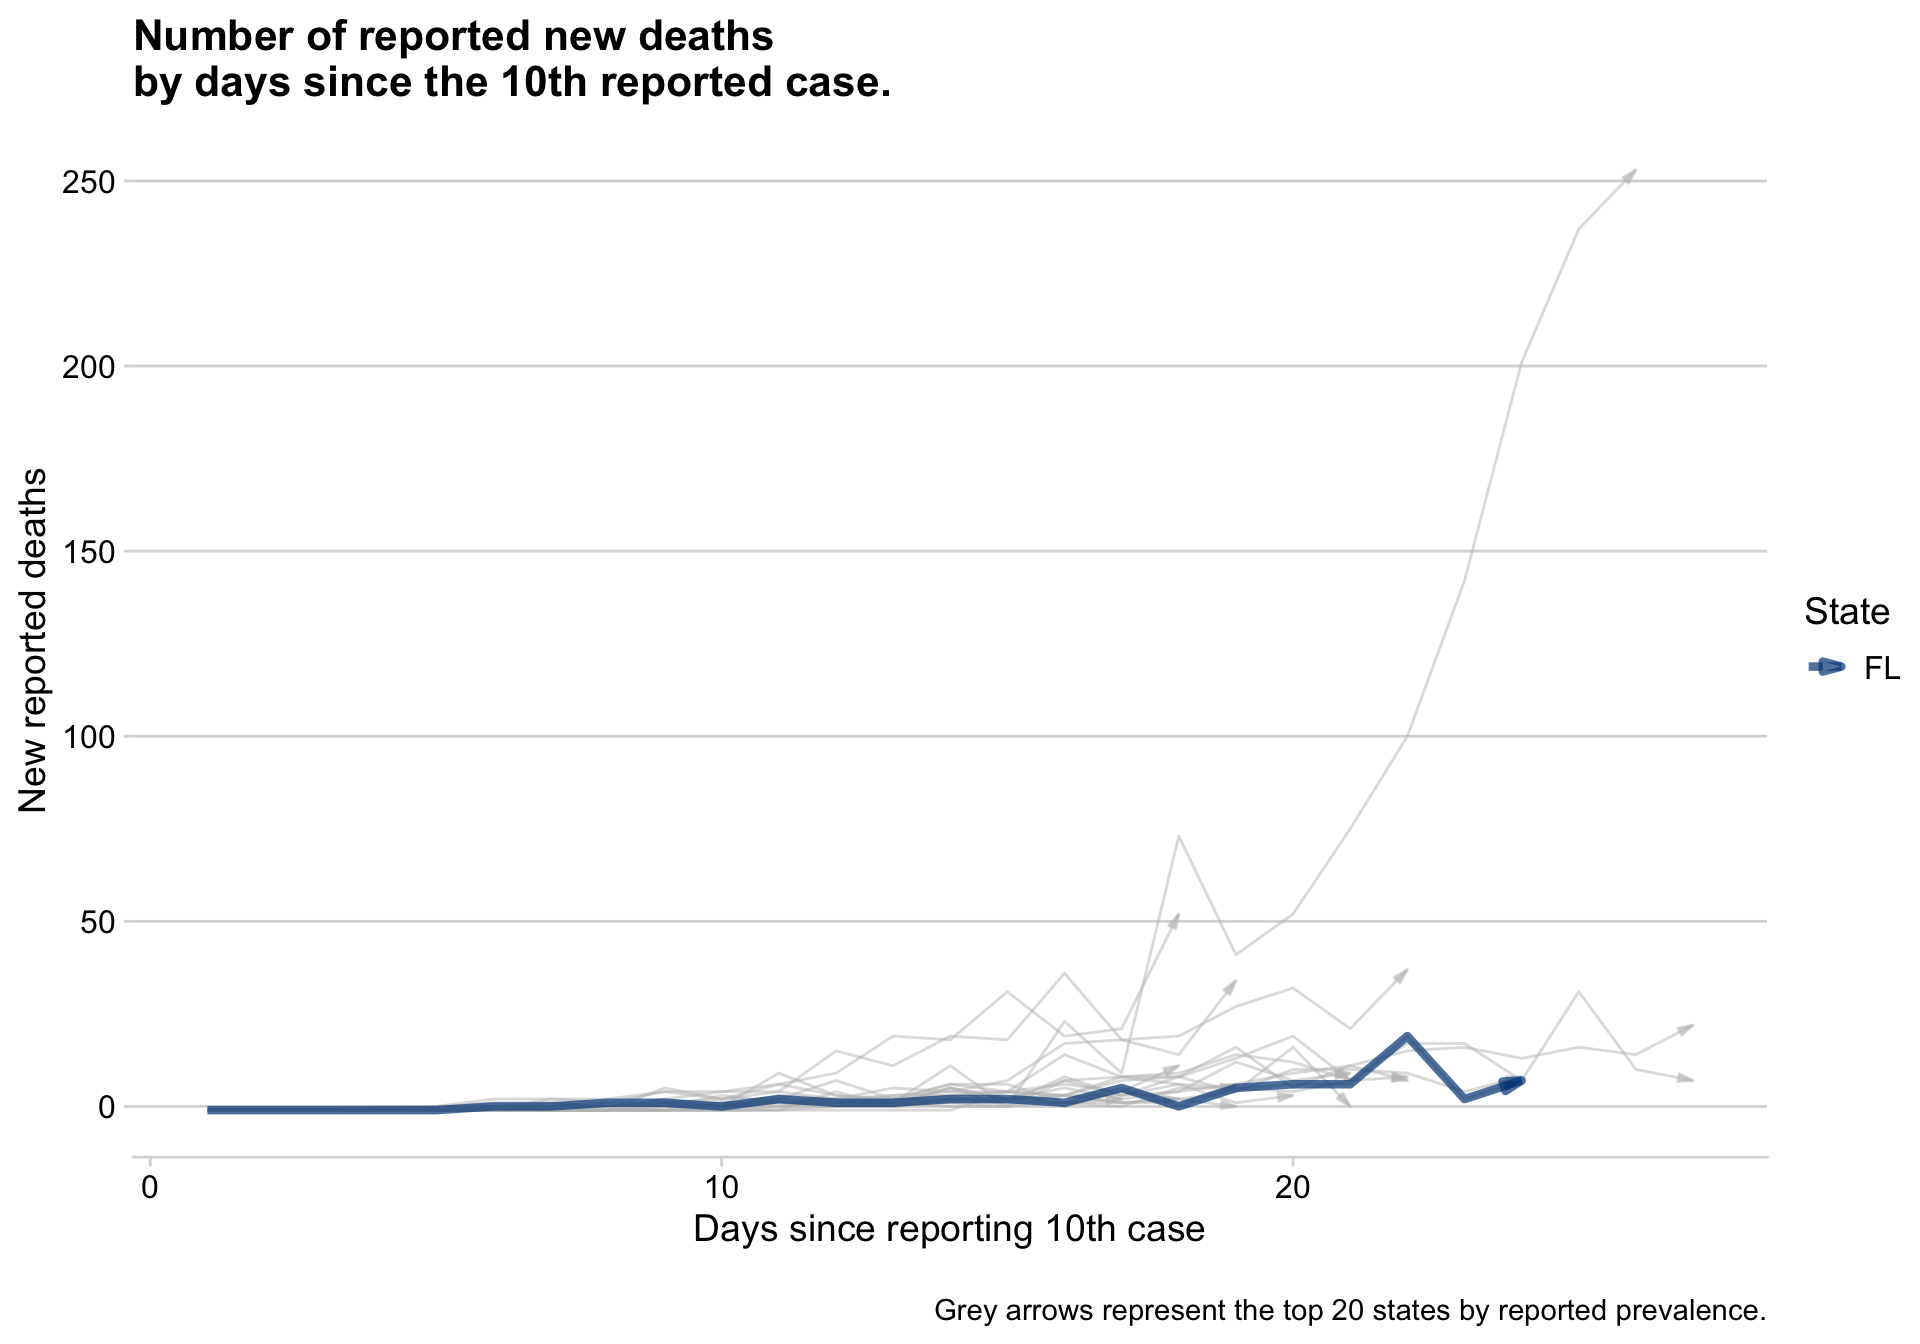 Number of reported new deaths
by days since the 10th reported case.
250
200
150
100
50
0
New reported deaths
0 10 20
Days since reporting 10th case
State
FL
Grey arrows represent the top 20 states by reported prevalence.